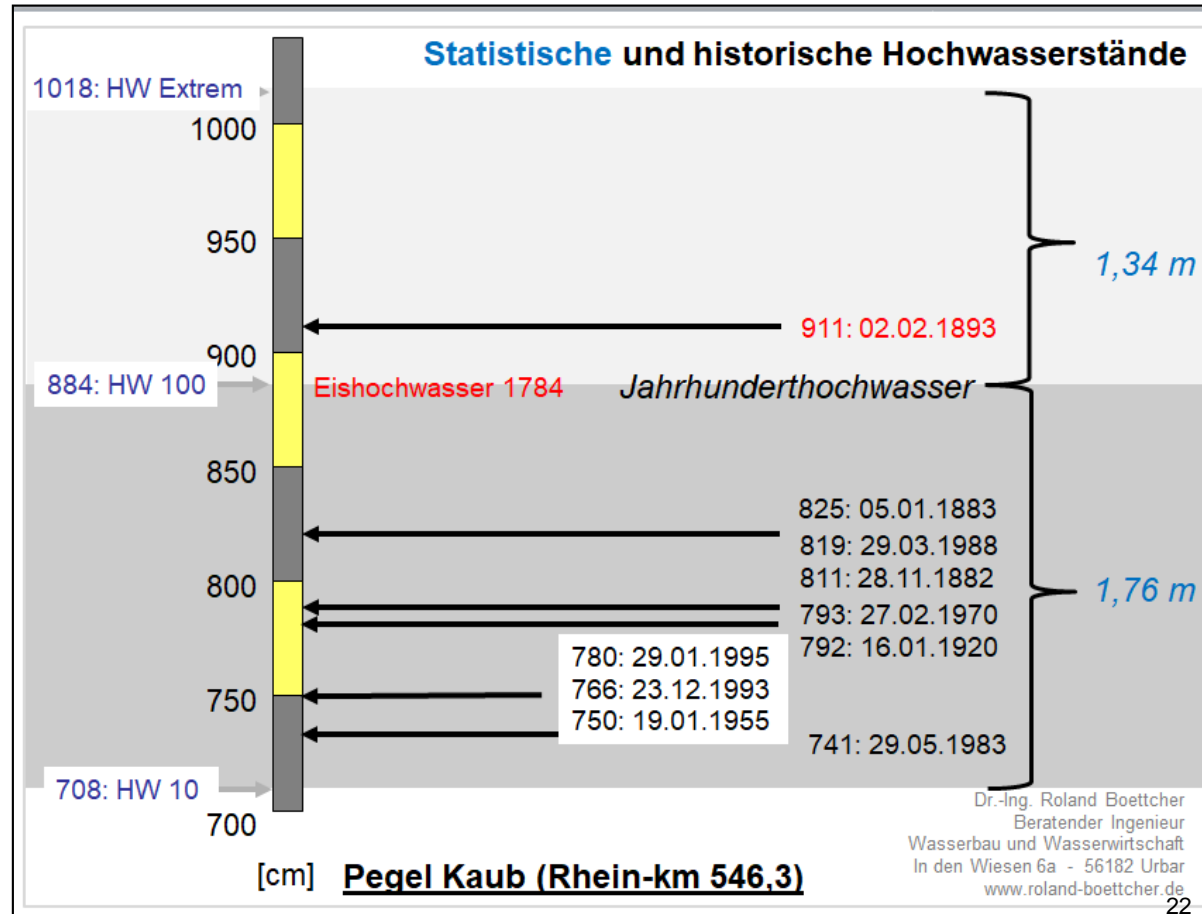 Statistische und historische Hochwasserstände
1018: HW Extrem
1000
950
1,34 m
911: 02.02.1893
900
884: HW 100
Eishochwasser 1784
Jahrhunderthochwasser
850
825: 05.01.1883
819: 29.03.1988
811: 28.11.1882
800
793: 27.02.1970
1,76 m
792: 16.01.1920
780: 29.01.1995
766: 23.12.1993
750: 19.01.1955
750
741: 29.05.1983
708: HW 10
700
[cm]
Pegel Kaub (Rhein-km 546,3)
Dr.-Ing. Roland Boettcher
Beratender Ingenieur
Wasserbau und Wasserwirtschaft
In den Wiesen 6a - 56182 Urbar
www.roland-boettcher.de
22